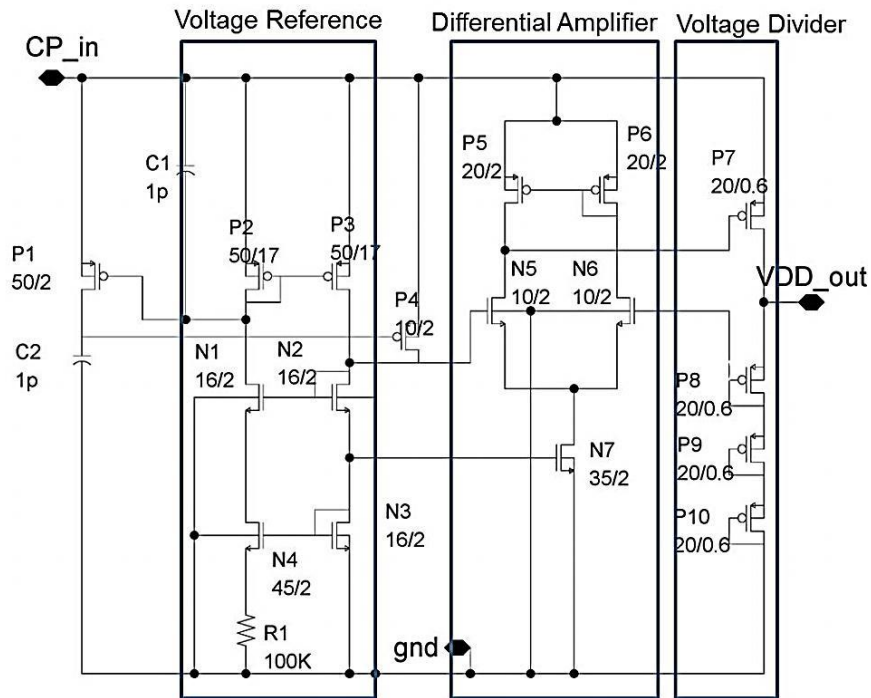 Voltage Reference
Differential Amplifier
Voltage Divider
CP_in
C1
1p
P1
50/2
P2
50/17
P3
50/17
P4
10/2
P5
20/2
P6
20/2
P7
20/0.6
VDD_out
C2
1p
N1
16/2
N2
16/2
N5
10/2
N6
10/2
P8
20/0.6
P9
20/0.6
P10
20/0.6
N7
35/2
N3
16/2
N4
45/2
R1
100K
gnd